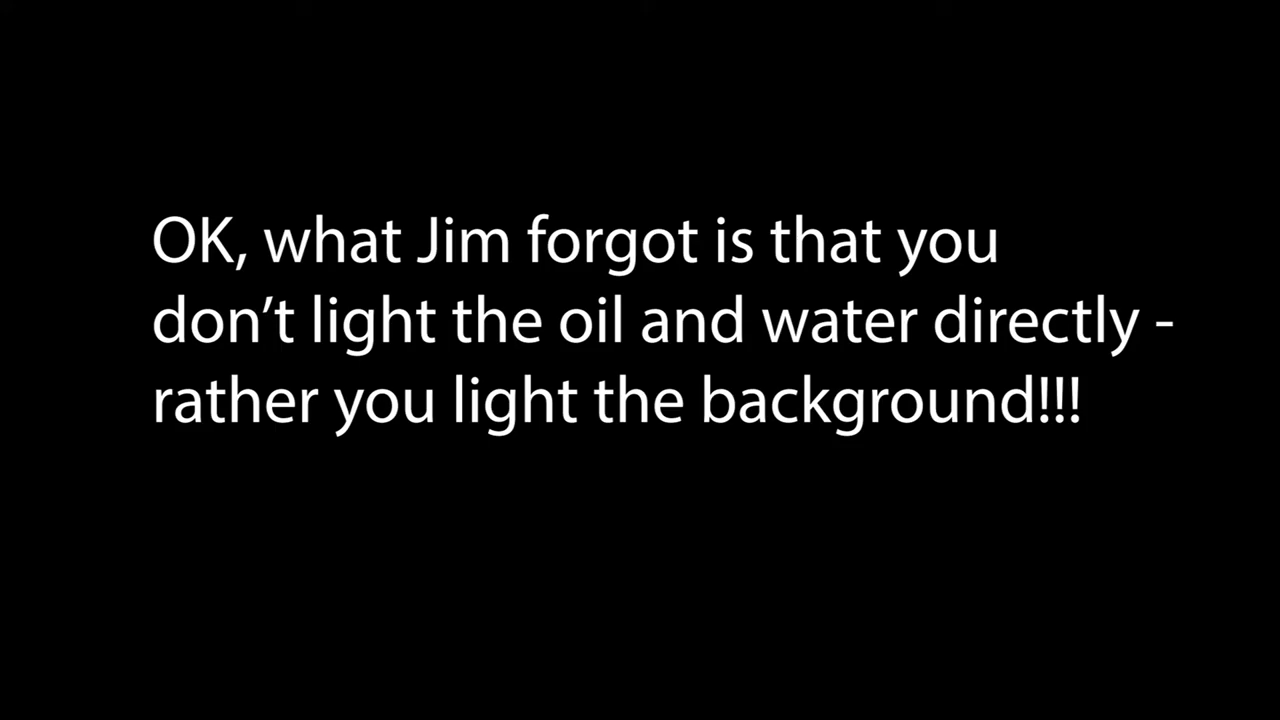 OK, what Jim forgot is that you
don’t light the oil and water directly -
rather you light the background!!!